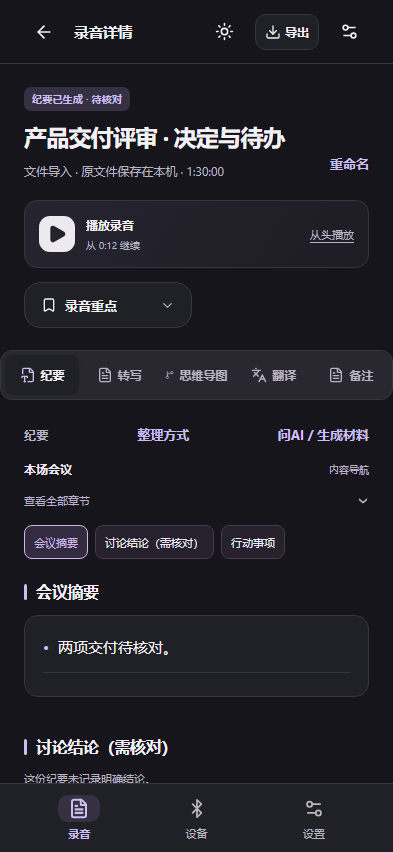 录音详情
导出
纪要已生成 · 待核对
产品交付评审 · 决定与待办
文件导入 · 原文件保存在本机 · 1:30:00
重命名
播放录音
从 0:12 继续
从头播放
录音重点
纪要
转写
思维导图
翻译
备注
纪要
整理方式
问AI / 生成材料
本场会议
内容导航
查看全部章节
会议摘要
讨论结论（需核对）
行动事项
会议摘要
• 两项交付待核对。
讨论结论（需核对）
这份纪要未记录明确结论。
录音
设备
设置